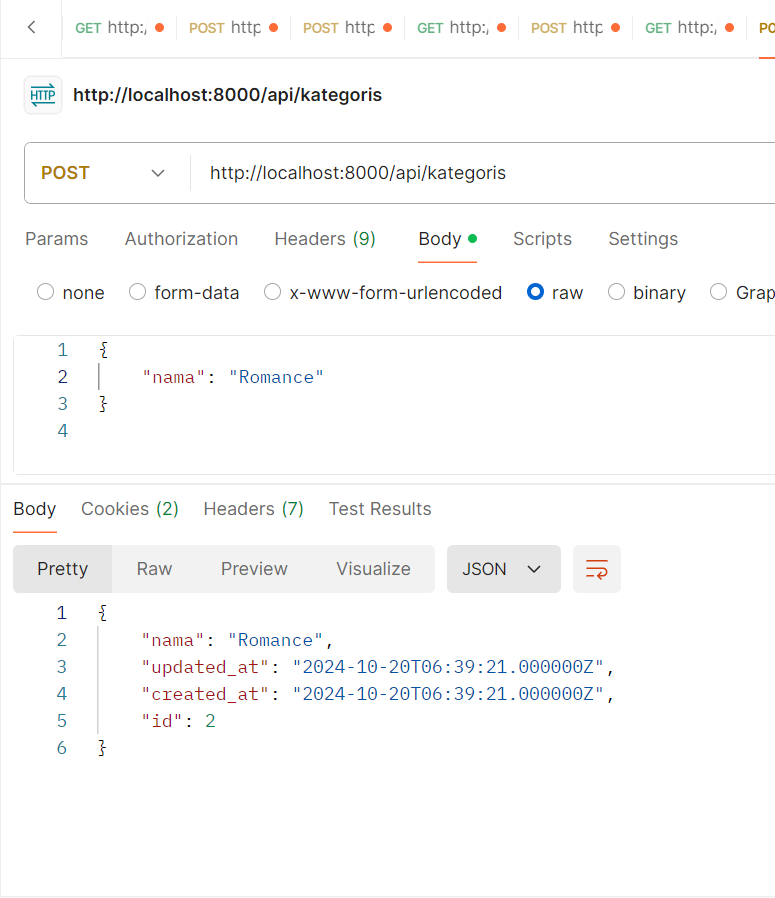 GET http:/ POST http POST http GET http:/ POST http GET http:/ PO
HTTP http://localhost:8000/api/kategoris
POST http://localhost:8000/api/kategoris
Params Authorization Headers (9) Body Scripts Settings
none form-data x-www-form-urlencoded raw binary Grap
1 {
2 "nama": "Romance"
3 }
4
Body Cookies (2) Headers (7) Test Results
Pretty Raw Preview Visualize JSON
1 {
2 "nama": "Romance",
3 "updated_at": "2024-10-20T06:39:21.000000Z",
4 "created_at": "2024-10-20T06:39:21.000000Z",
5 "id": 2
6 }